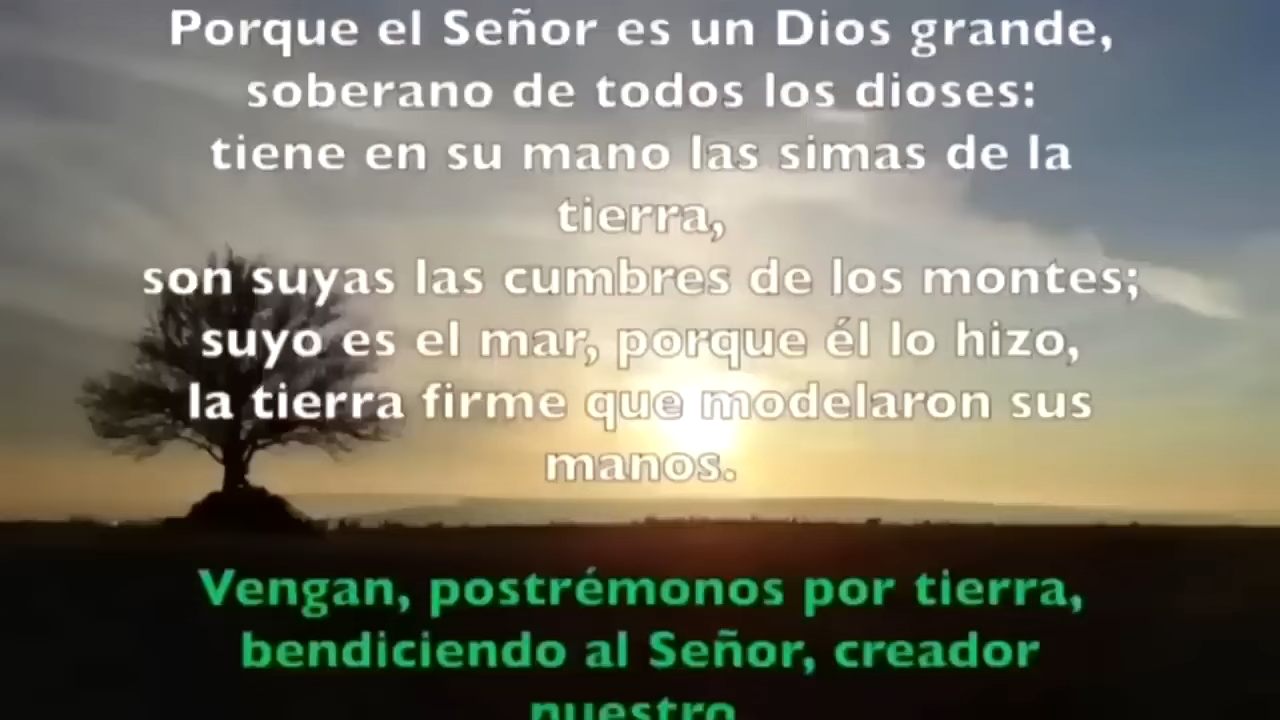 Porque el Señor es un Dios grande,
soberano de todos los dioses:
tiene en su mano las simas de la
tierra,
son suyas las cumbres de los montes;
suyo es el mar, porque él lo hizo,
la tierra firme que modelaron sus
manos.
Vengan, postrémonos por tierra,
bendiciendo al Señor, creador
nuestro